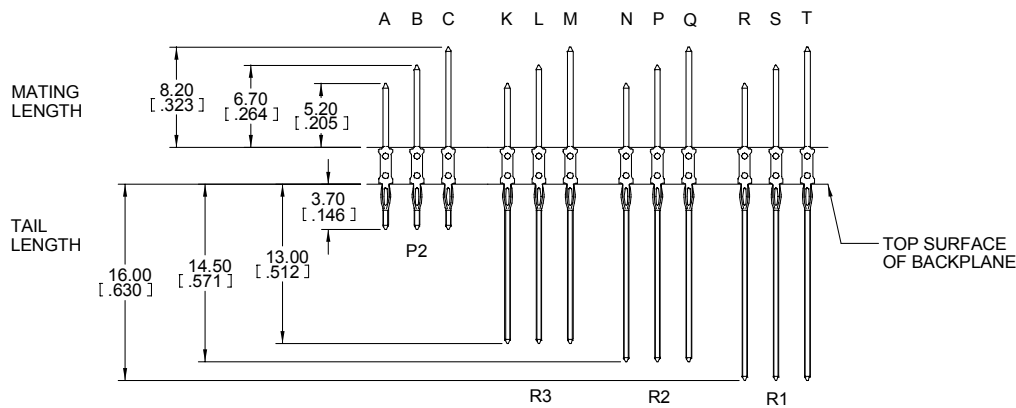 A B C K L M N P Q R S T
MATING
LENGTH
8.20
[ .323 ]
6.70
[ .264 ]
5.20
[ .205 ]
3.70
[ .146 ]
P2
TAIL
LENGTH
13.00
[ .512 ]
14.50
[ .571 ]
16.00
[ .630 ]
TOP SURFACE
OF BACKPLANE
R3 R2 R1